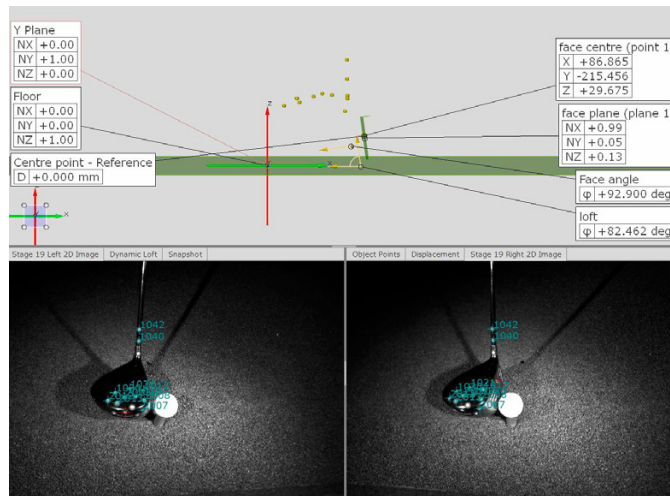 Y Plane
NX +0.00
NY +1.00
NZ +0.00
Floor
NX +0.00
NY +0.00
NZ +1.00
Centre point - Reference
D +0.000 mm
Z
X
X
face centre (point 1
X +86.865
Y -215.456
Z +29.675
face plane (plane 1
NX +0.99
NY +0.05
NZ +0.13
Face angle
φ +92.900 deg
loft
φ +82.462 deg
Stage 19 Left 2D Image Dynamic Loft Snapshot
Object Points Displacement Stage 19 Right 2D Image
1042
1040
1042
1040